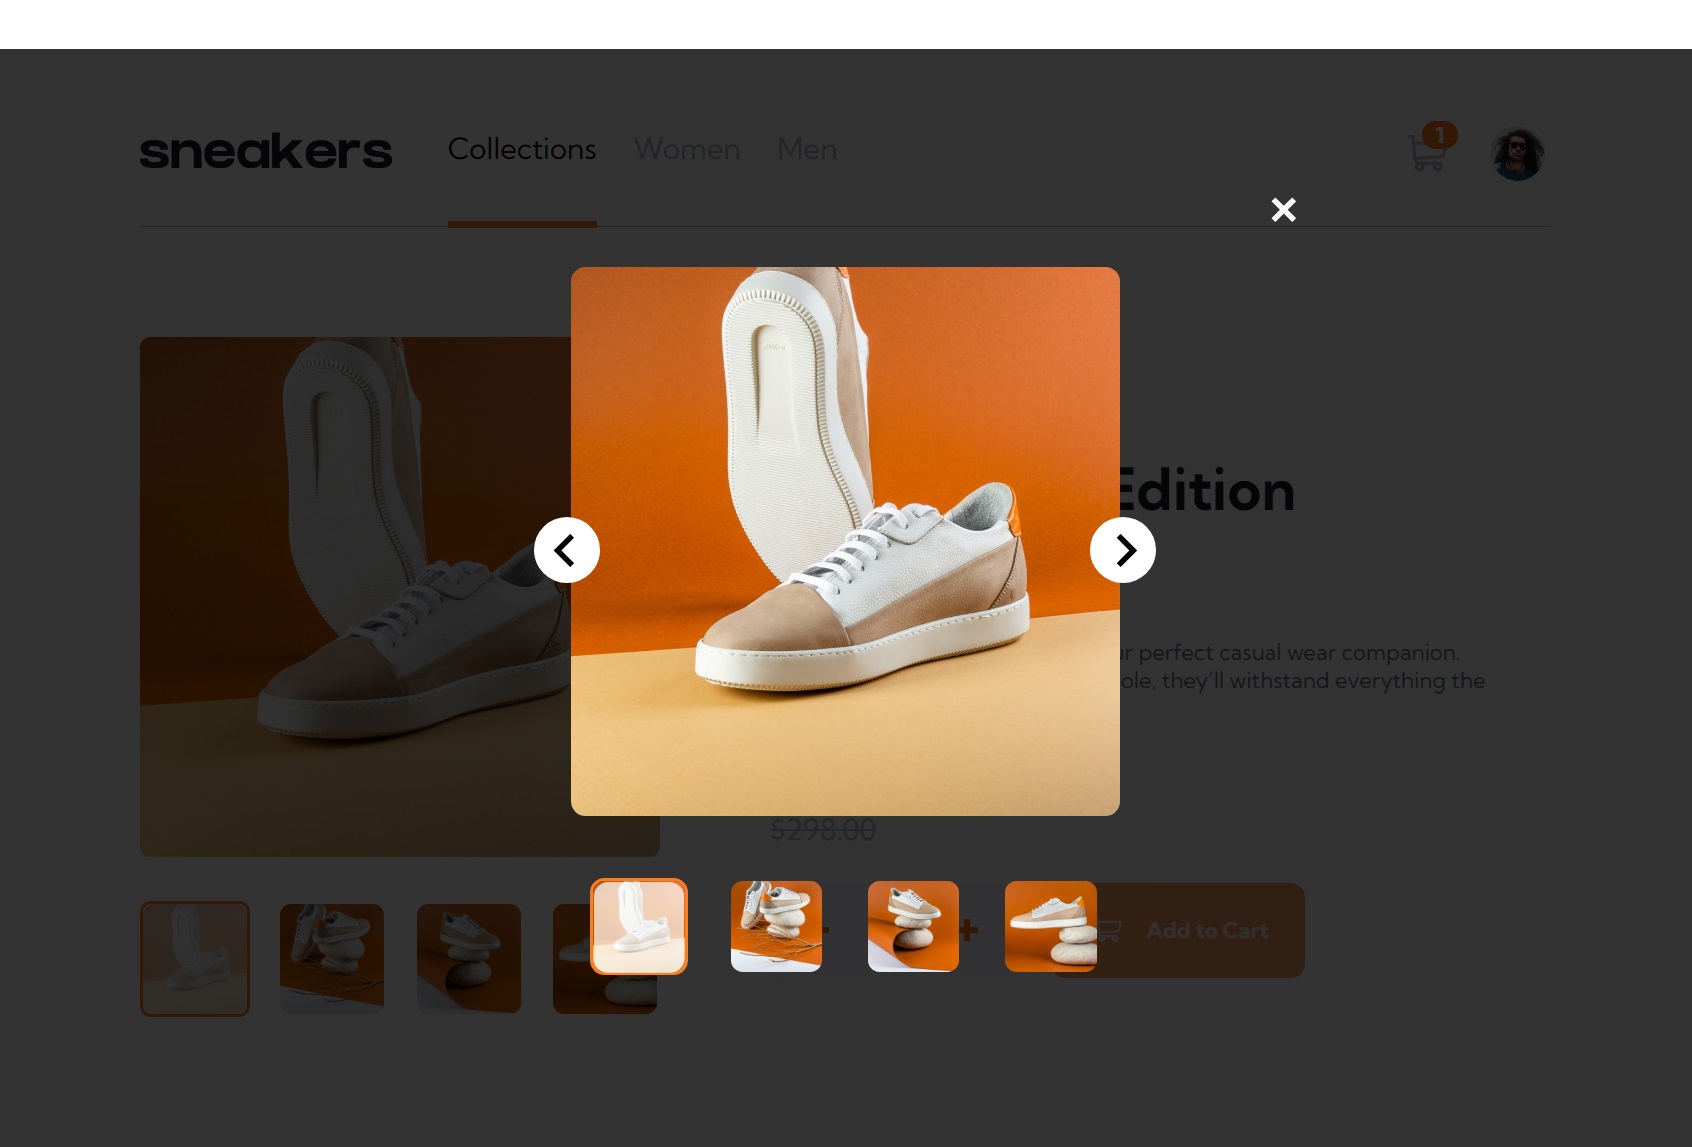 sneakers Collections Women Men 1
Edition
ur perfect casual wear companion.
ole, they'll withstand everything the
$298.00
+ Add to Cart